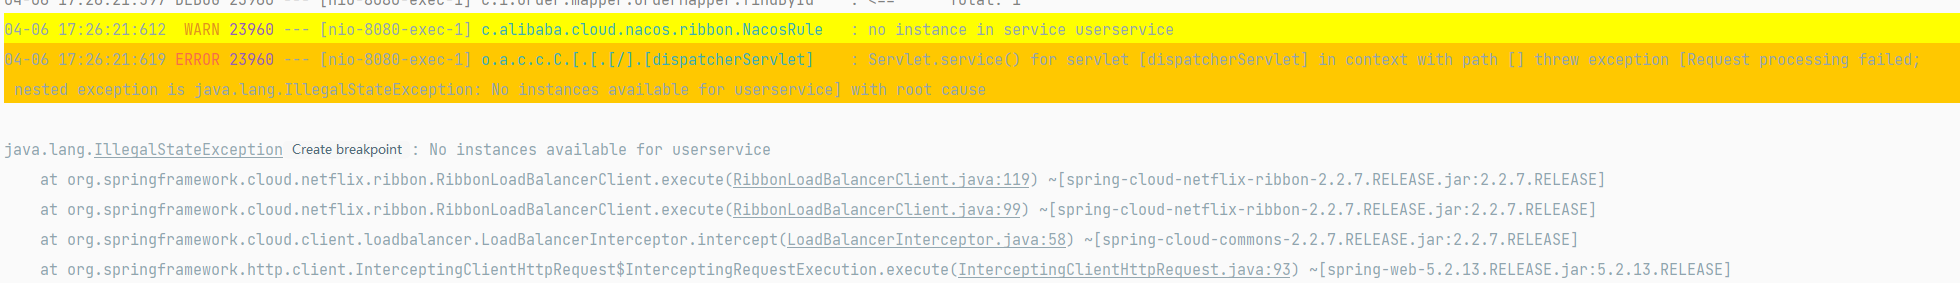 04-06 17:26:21:597 DEBUG 23960 --- [nio-8080-exec-1] c.i.order.mapper.OrderMapper.findById    : <==      Total: 1
04-06 17:26:21:612  WARN 23960 --- [nio-8080-exec-1] c.alibaba.cloud.nacos.ribbon.NacosRule   : no instance in service userservice
04-06 17:26:21:619 ERROR 23960 --- [nio-8080-exec-1] o.a.c.c.C.[.[.[/].[dispatcherServlet]    : Servlet.service() for servlet [dispatcherServlet] in context with path [] threw exception [Request processing failed;
nested exception is java.lang.IllegalStateException: No instances available for userservice] with root cause
java.lang.IllegalStateException Create breakpoint : No instances available for userservice
at org.springframework.cloud.netflix.ribbon.RibbonLoadBalancerClient.execute(RibbonLoadBalancerClient.java:119) ~[spring-cloud-netflix-ribbon-2.2.7.RELEASE.jar:2.2.7.RELEASE]
at org.springframework.cloud.netflix.ribbon.RibbonLoadBalancerClient.execute(RibbonLoadBalancerClient.java:99) ~[spring-cloud-netflix-ribbon-2.2.7.RELEASE.jar:2.2.7.RELEASE]
at org.springframework.cloud.client.loadbalancer.LoadBalancerInterceptor.intercept(LoadBalancerInterceptor.java:58) ~[spring-cloud-commons-2.2.7.RELEASE.jar:2.2.7.RELEASE]
at org.springframework.http.client.InterceptingClientHttpRequest$InterceptingRequestExecution.execute(InterceptingClientHttpRequest.java:93) ~[spring-web-5.2.13.RELEASE.jar:5.2.13.RELEASE]